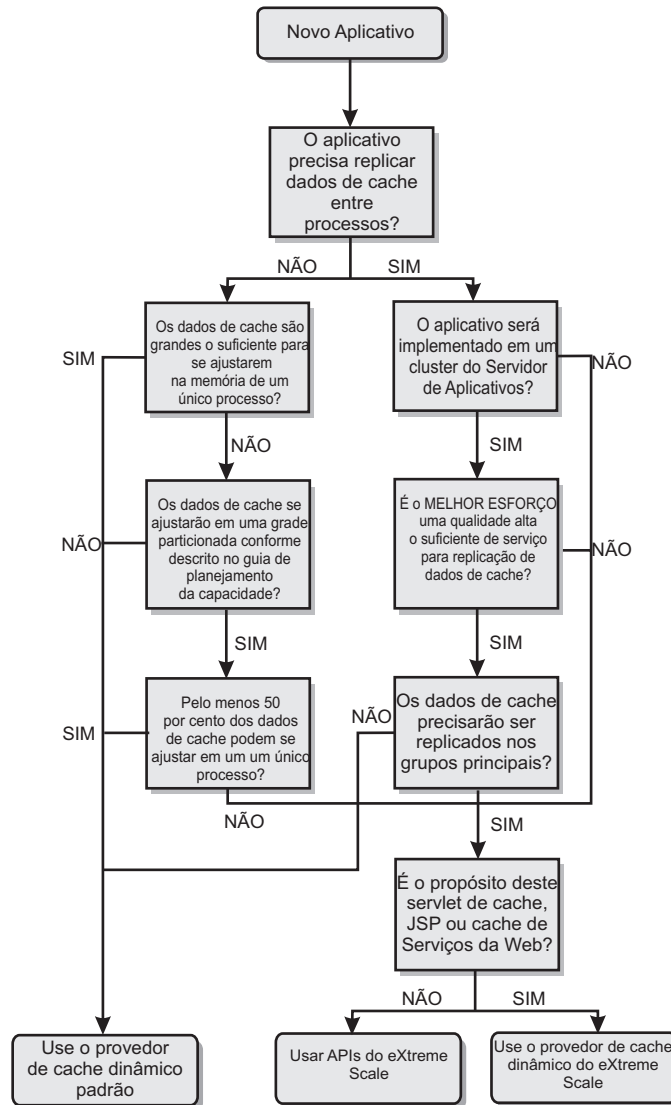 Novo Aplicativo
O aplicativo
precisa replicar
dados de cache
entre
processos?
NÃO
SIM
Os dados de cache são
grandes o suficiente para
se ajustarem
na memória de um
único processo?
SIM
O aplicativo será
implementado em um
cluster do Servidor
de Aplicativos?
NÃO
NÃO
SIM
Os dados de cache se
ajustarão em uma grade
particionada conforme
descrito no guia de
planejamento
da capacidade?
NÃO
É o MELHOR ESFORÇO
uma qualidade alta
o suficiente de serviço
para replicação de
dados de cache?
NÃO
SIM
SIM
Pelo menos 50
por cento dos dados
de cache podem se
ajustar em um um único
processo?
SIM
NÃO
Os dados de cache
precisarão ser
replicados nos
grupos principais?
NÃO
SIM
É o propósito deste
servlet de cache,
JSP ou cache de
Serviços da Web?
NÃO
SIM
Use o provedor
de cache dinâmico
padrão
Usar APIs do eXtreme
Scale
Use o provedor de cache
dinâmico do eXtreme
Scale